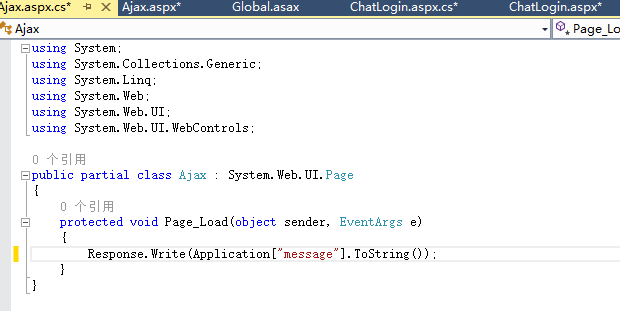 Ajax.aspx.cs* Ajax.aspx* Global.asax ChatLogin.aspx.cs* ChatLogin.aspx*
Ajax Page_Lo
using System;
using System.Collections.Generic;
using System.Linq;
using System.Web;
using System.Web.UI;
using System.Web.UI.WebControls;
0 个引用
public partial class Ajax : System.Web.UI.Page
{
0 个引用
protected void Page_Load(object sender, EventArgs e)
{
Response.Write(Application["message"].ToString());
}
}